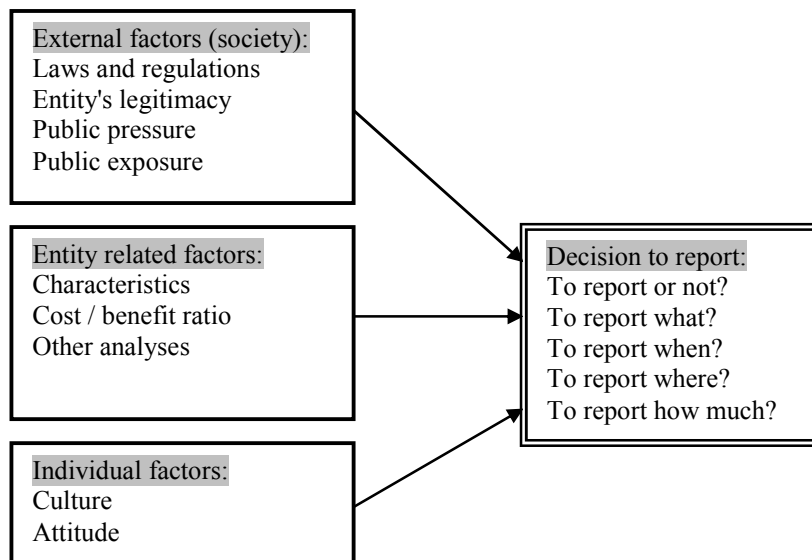 External factors (society):
Laws and regulations
Entity's legitimacy
Public pressure
Public exposure
Entity related factors:
Characteristics
Cost / benefit ratio
Other analyses
Individual factors:
Culture
Attitude
Decision to report:
To report or not?
To report what?
To report when?
To report where?
To report how much?